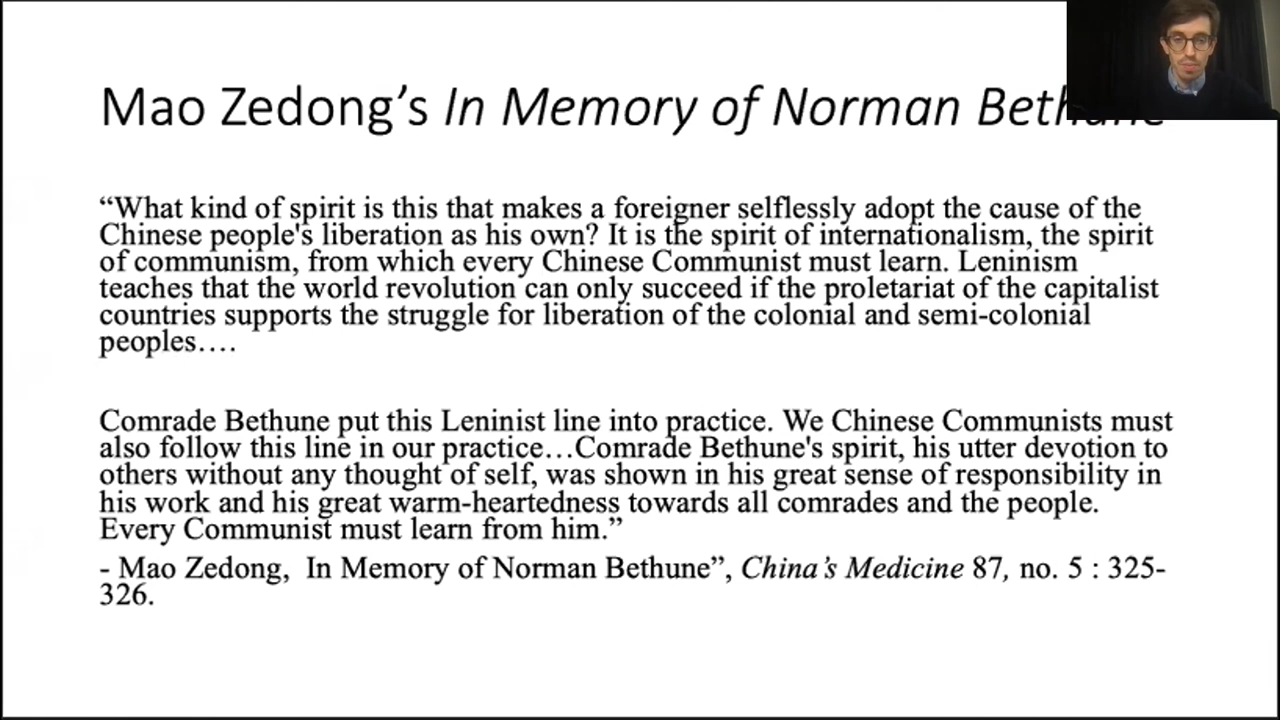 Mao Zedong’s In Memory of Norman Bethune
“What kind of spirit is this that makes a foreigner selflessly adopt the cause of the
Chinese people's liberation as his own? It is the spirit of internationalism, the spirit
of communism, from which every Chinese Communist must learn. Leninism
teaches that the world revolution can only succeed if the proletariat of the capitalist
countries supports the struggle for liberation of the colonial and semi-colonial
peoples….
Comrade Bethune put this Leninist line into practice. We Chinese Communists must
also follow this line in our practice…Comrade Bethune's spirit, his utter devotion to
others without any thought of self, was shown in his great sense of responsibility in
his work and his great warm-heartedness towards all comrades and the people.
Every Communist must learn from him.”
- Mao Zedong,  In Memory of Norman Bethune”, China’s Medicine 87, no. 5 : 325-
326.